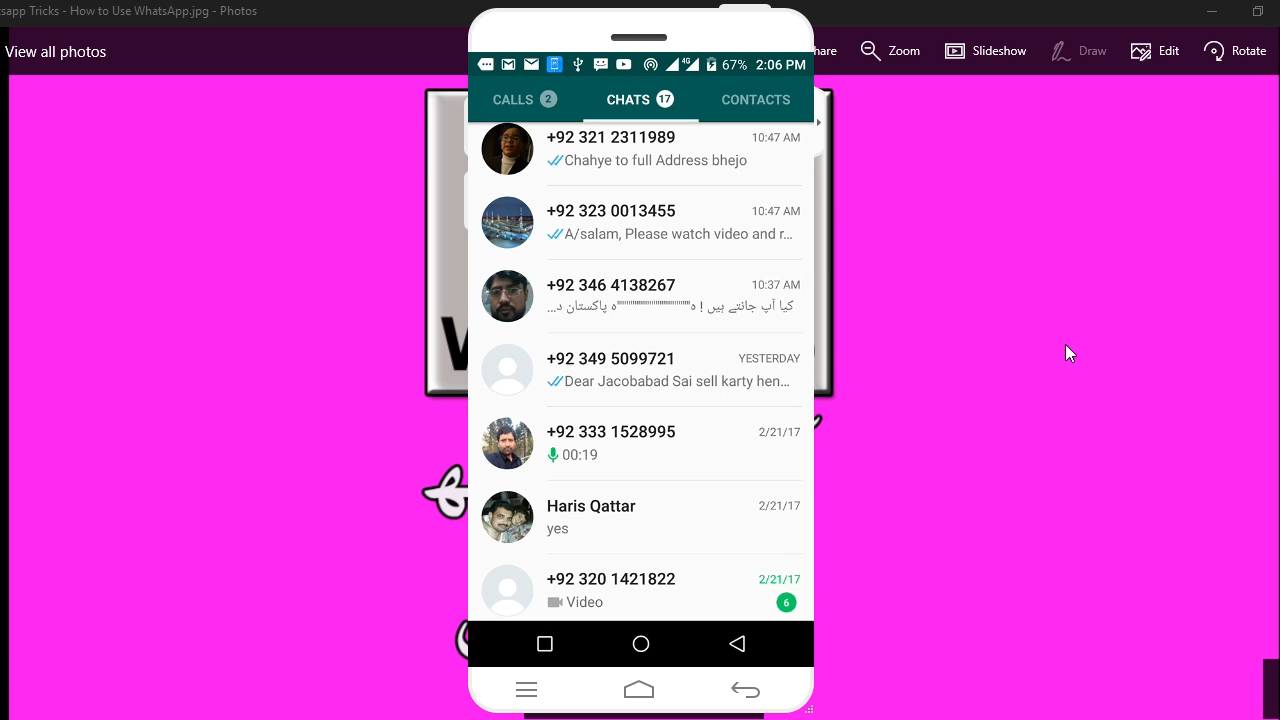 sapp Tricks - How to Use WhatsApp.jpg - Photos
View all photos
hare
Zoom
Slideshow
Draw
Edit
Rotate
4G
67%
2:06 PM
CALLS 2
CHATS 17
CONTACTS
+92 321 2311989
10:47 AM
Chahye to full Address bhejo
+92 323 0013455
10:47 AM
A/salam, Please watch video and r...
+92 346 4138267
10:37 AM
کیا آپ جانتے ہیں ! ہ""""""""""""""""""ہ پاکستان د...
+92 349 5099721
YESTERDAY
Dear Jacobabad Sai sell karty hen...
+92 333 1528995
2/21/17
00:19
Haris Qattar
2/21/17
yes
+92 320 1421822
2/21/17
Video
6